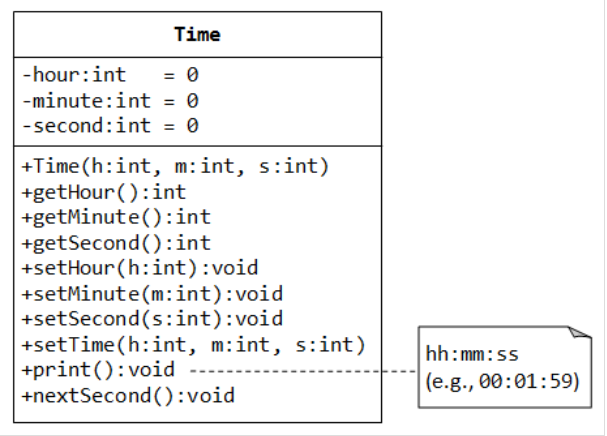 Time
-hour:int   = 0
-minute:int = 0
-second:int = 0
+Time(h:int, m:int, s:int)
+getHour():int
+getMinute():int
+getSecond():int
+setHour(h:int):void
+setMinute(m:int):void
+setSecond(s:int):void
+setTime(h:int, m:int, s:int)
+print():void
+nextSecond():void
hh:mm:ss
(e.g., 00:01:59)